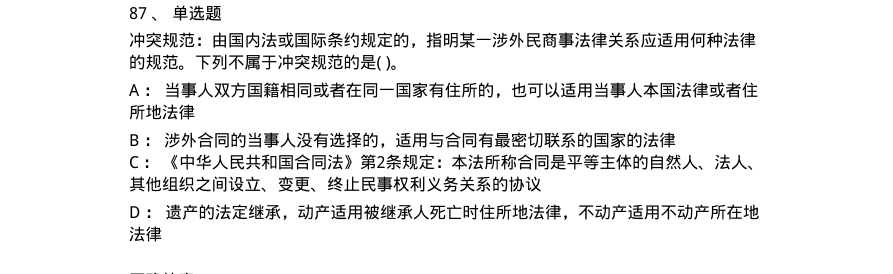 87 、 单选题
冲突规范：由国内法或国际条约规定的，指明某一涉外民商事法律关系应适用何种法律
的规范。下列不属于冲突规范的是( )。
A ： 当事人双方国籍相同或者在同一国家有住所的，也可以适用当事人本国法律或者住
所地法律
B ： 涉外合同的当事人没有选择的，适用与合同有最密切联系的国家的法律
C ： 《中华人民共和国合同法》第2条规定：本法所称合同是平等主体的自然人、法人、
其他组织之间设立、变更、终止民事权利义务关系的协议
D ： 遗产的法定继承，动产适用被继承人死亡时住所地法律，不动产适用不动产所在地
法律